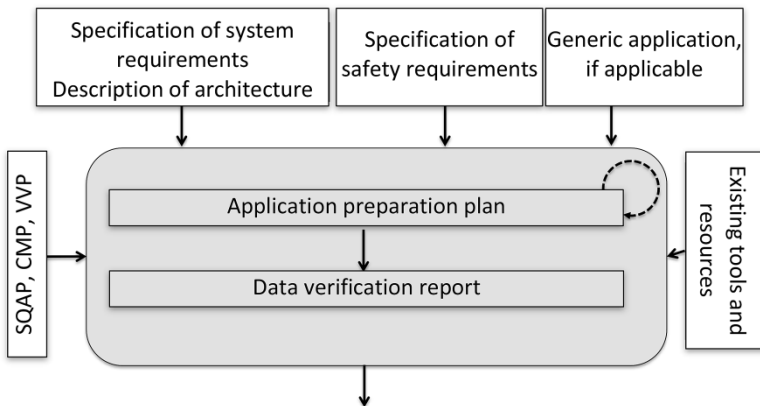 Specification of system
requirements
Description of architecture
Specification of
safety requirements
Generic application,
if applicable
SQAP, CMP, VVP
Application preparation plan
Data verification report
Existing tools and
resources